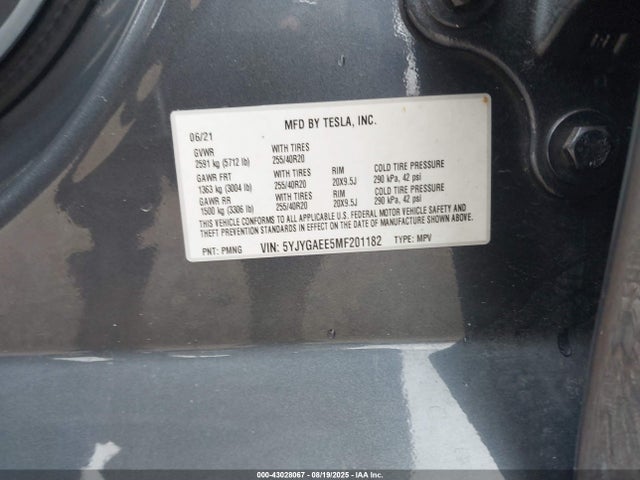 MFD BY TESLA, INC.
06/21
GVWR WITH TIRES
2591 kg (5712 lb) 255/40R20
GAWR FRT WITH TIRES RIM COLD TIRE PRESSURE
1363 kg (3004 lb) 255/40R20 20X9.5J 290 kPa, 42 psi
GAWR RR WITH TIRES RIM COLD TIRE PRESSURE
1500 kg (3306 lb) 255/40R20 20X9.5J 290 kPa, 42 psi
THIS VEHICLE CONFORMS TO ALL APPLICABLE U.S. FEDERAL MOTOR VEHICLE SAFETY AND
THEFT PREVENTION STANDARDS IN EFFECT ON THE DATE OF MANUFACTURE SHOWN ABOVE.
PNT: PMNG VIN: 5YJYGAEE5MF201182 TYPE: MPV
000-43028067 - 08/19/2025 - IAA Inc.